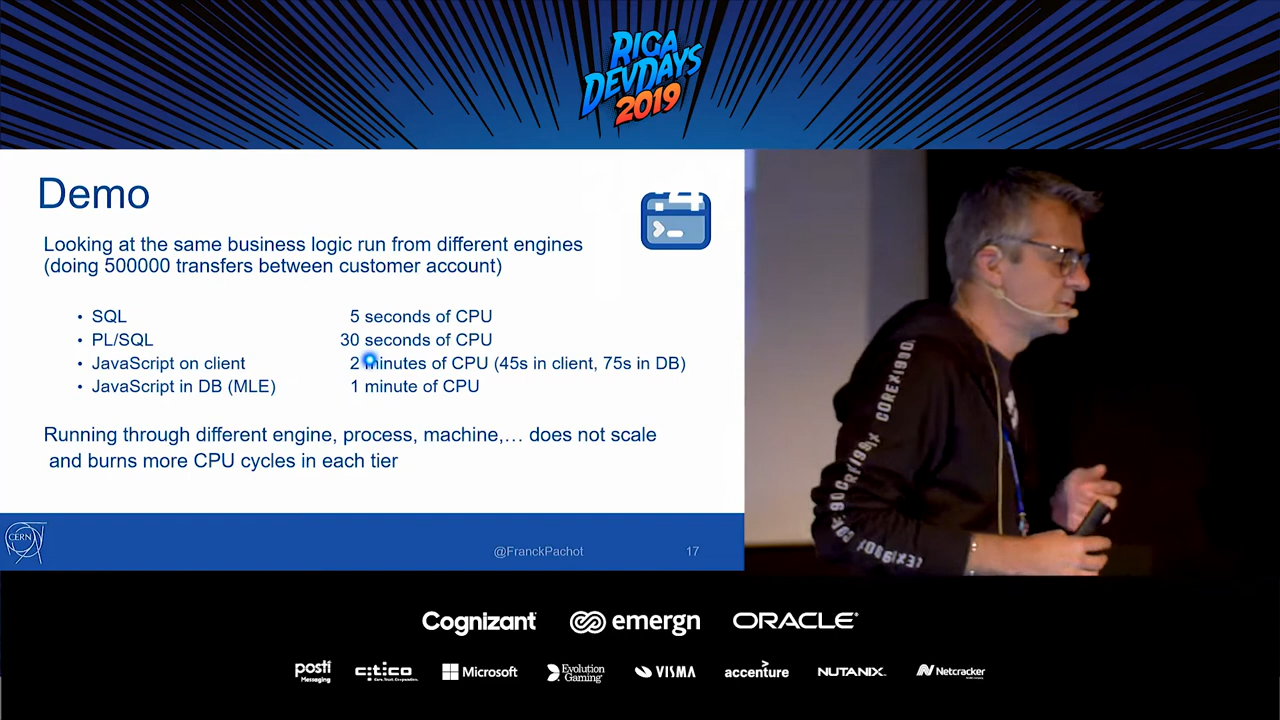 RIGA
DEVDAYS
2019
Demo
Looking at the same business logic run from different engines
(doing 500000 transfers between customer account)
• SQL 5 seconds of CPU
• PL/SQL 30 seconds of CPU
• JavaScript on client 2 minutes of CPU (45s in client, 75s in DB)
• JavaScript in DB (MLE) 1 minute of CPU
Running through different engine, process, machine,… does not scale
and burns more CPU cycles in each tier
CERN
@FranckPachot 17
Cognizant emergn ORACLE
posti Messaging citico Microsoft Evolution Gaming VISMA accenture NUTANIX Netcracker